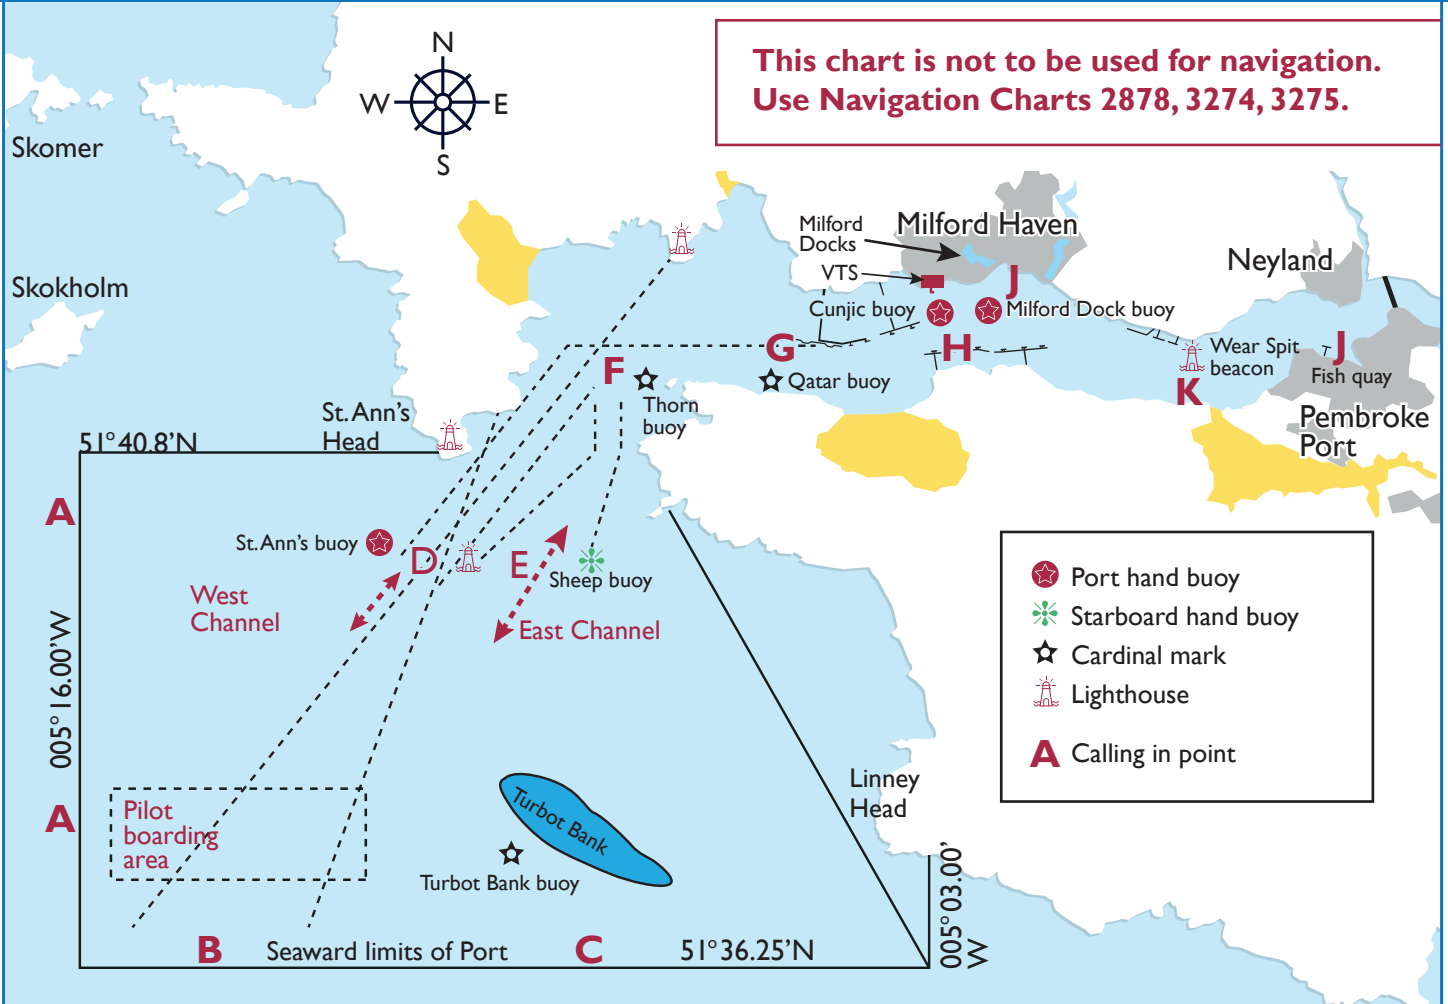 This chart is not to be used for navigation.
Use Navigation Charts 2878, 3274, 3275.
N
W
E
S
Skomer
Skokholm
Milford
Docks
Milford Haven
VTS
J
Cunjic buoy
Milford Dock buoy
Neyland
G
H
Wear Spit
beacon
J
Fish quay
K
Pembroke
Port
F
Qatar buoy
Thorn
buoy
St. Ann's
Head
51°40.8'N
A
St. Ann's buoy
D
E
Sheep buoy
West
Channel
East Channel
005°16.00'W
Port hand buoy
Starboard hand buoy
Cardinal mark
Lighthouse
A Calling in point
Linney
Head
A
Pilot
boarding
area
Turbot Bank
Turbot Bank buoy
B
Seaward limits of Port
C
51°36.25'N
005°03.00'
W